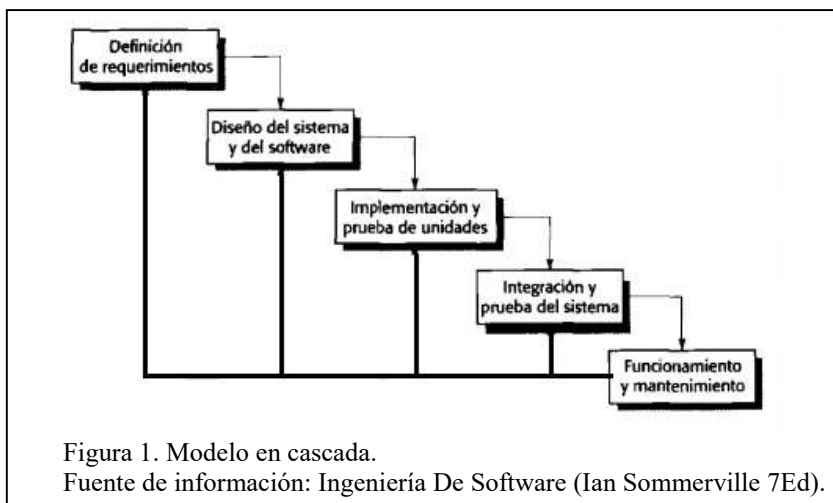 Definición
de requerimientos
Diseño del sistema
y del software
Implementación y
prueba de unidades
Integración y
prueba del sistema
Funcionamiento
y mantenimiento
Figura 1. Modelo en cascada.
Fuente de información: Ingeniería De Software (Ian Sommerville 7Ed).